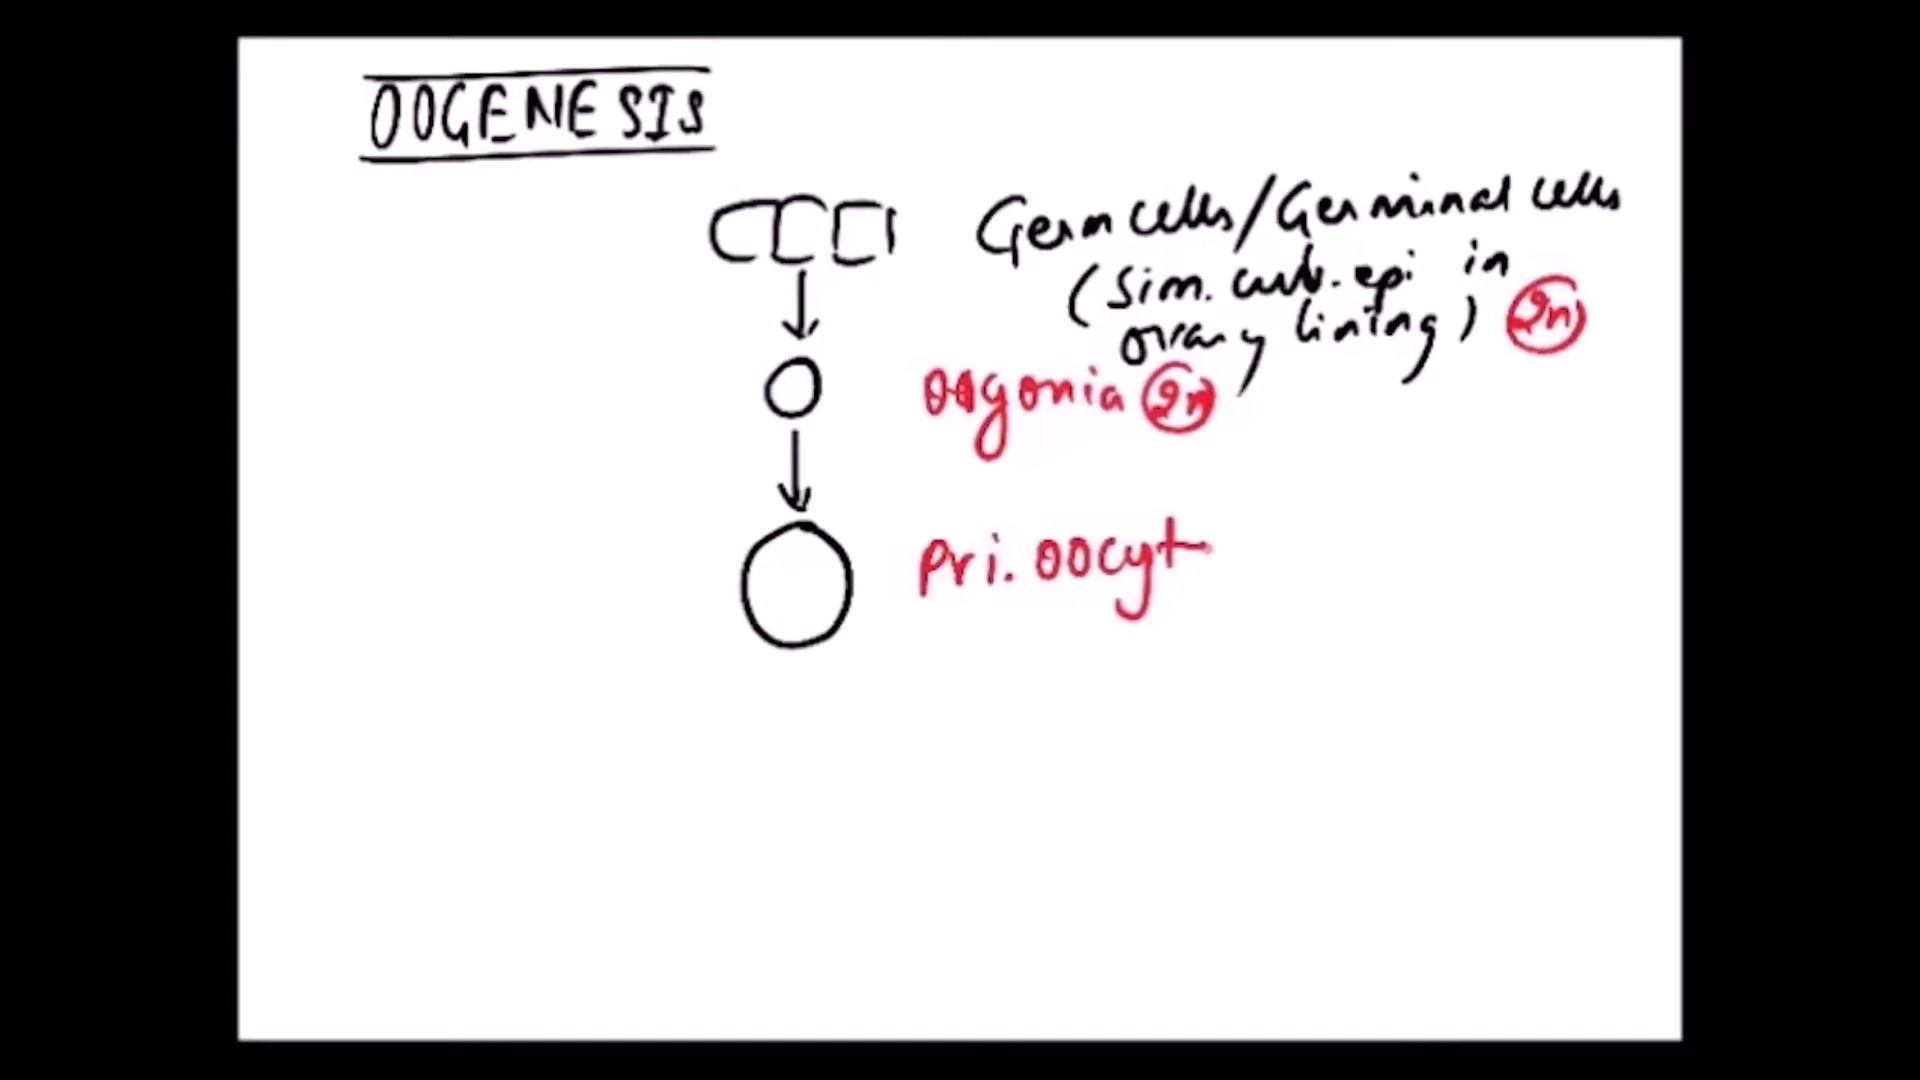 OOGENESIS
Germ cells/Germinal cells
(Sim. cub. epi in
ovary lining) 2n
oogonia 2n
Pri. oocyt